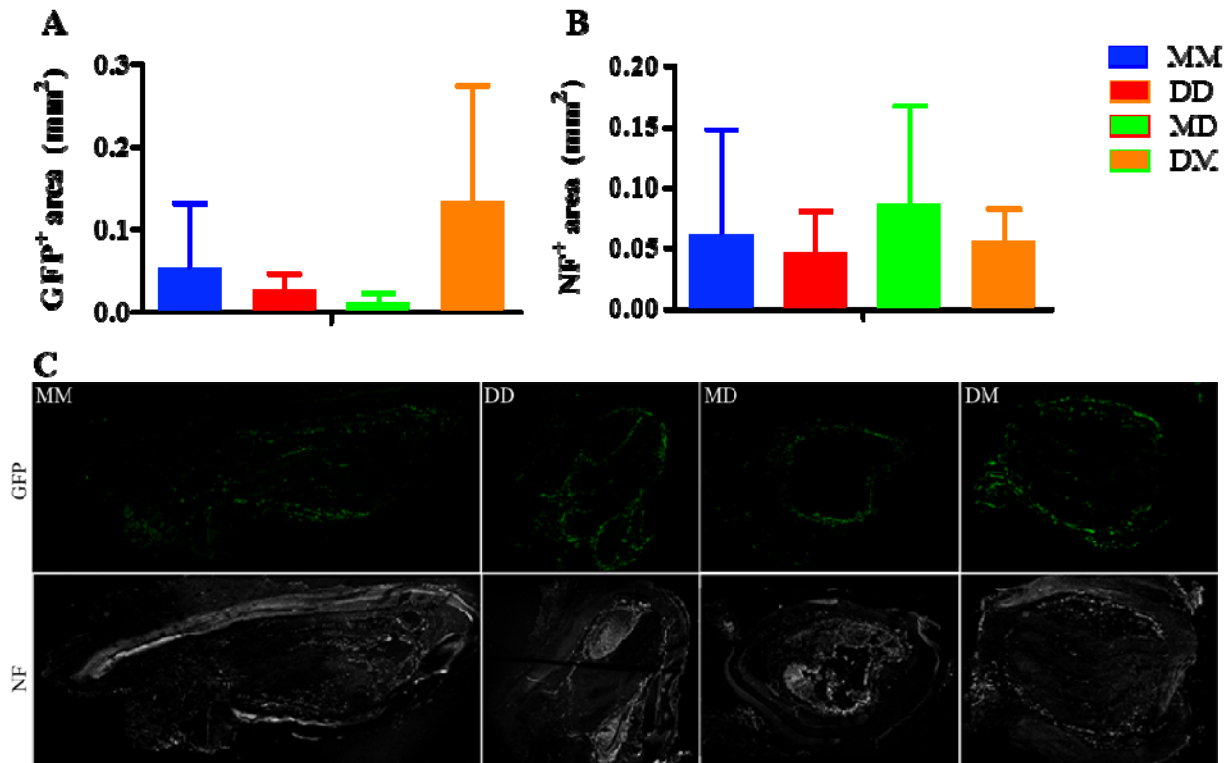 A
GFP⁺ area (mm²)
0.3
0.2
0.1
0.0
B
NF⁺ area (mm²)
0.20
0.15
0.10
0.05
0.00
MM
DD
MD
DM
C
MM
DD
MD
DM
GFP
NF